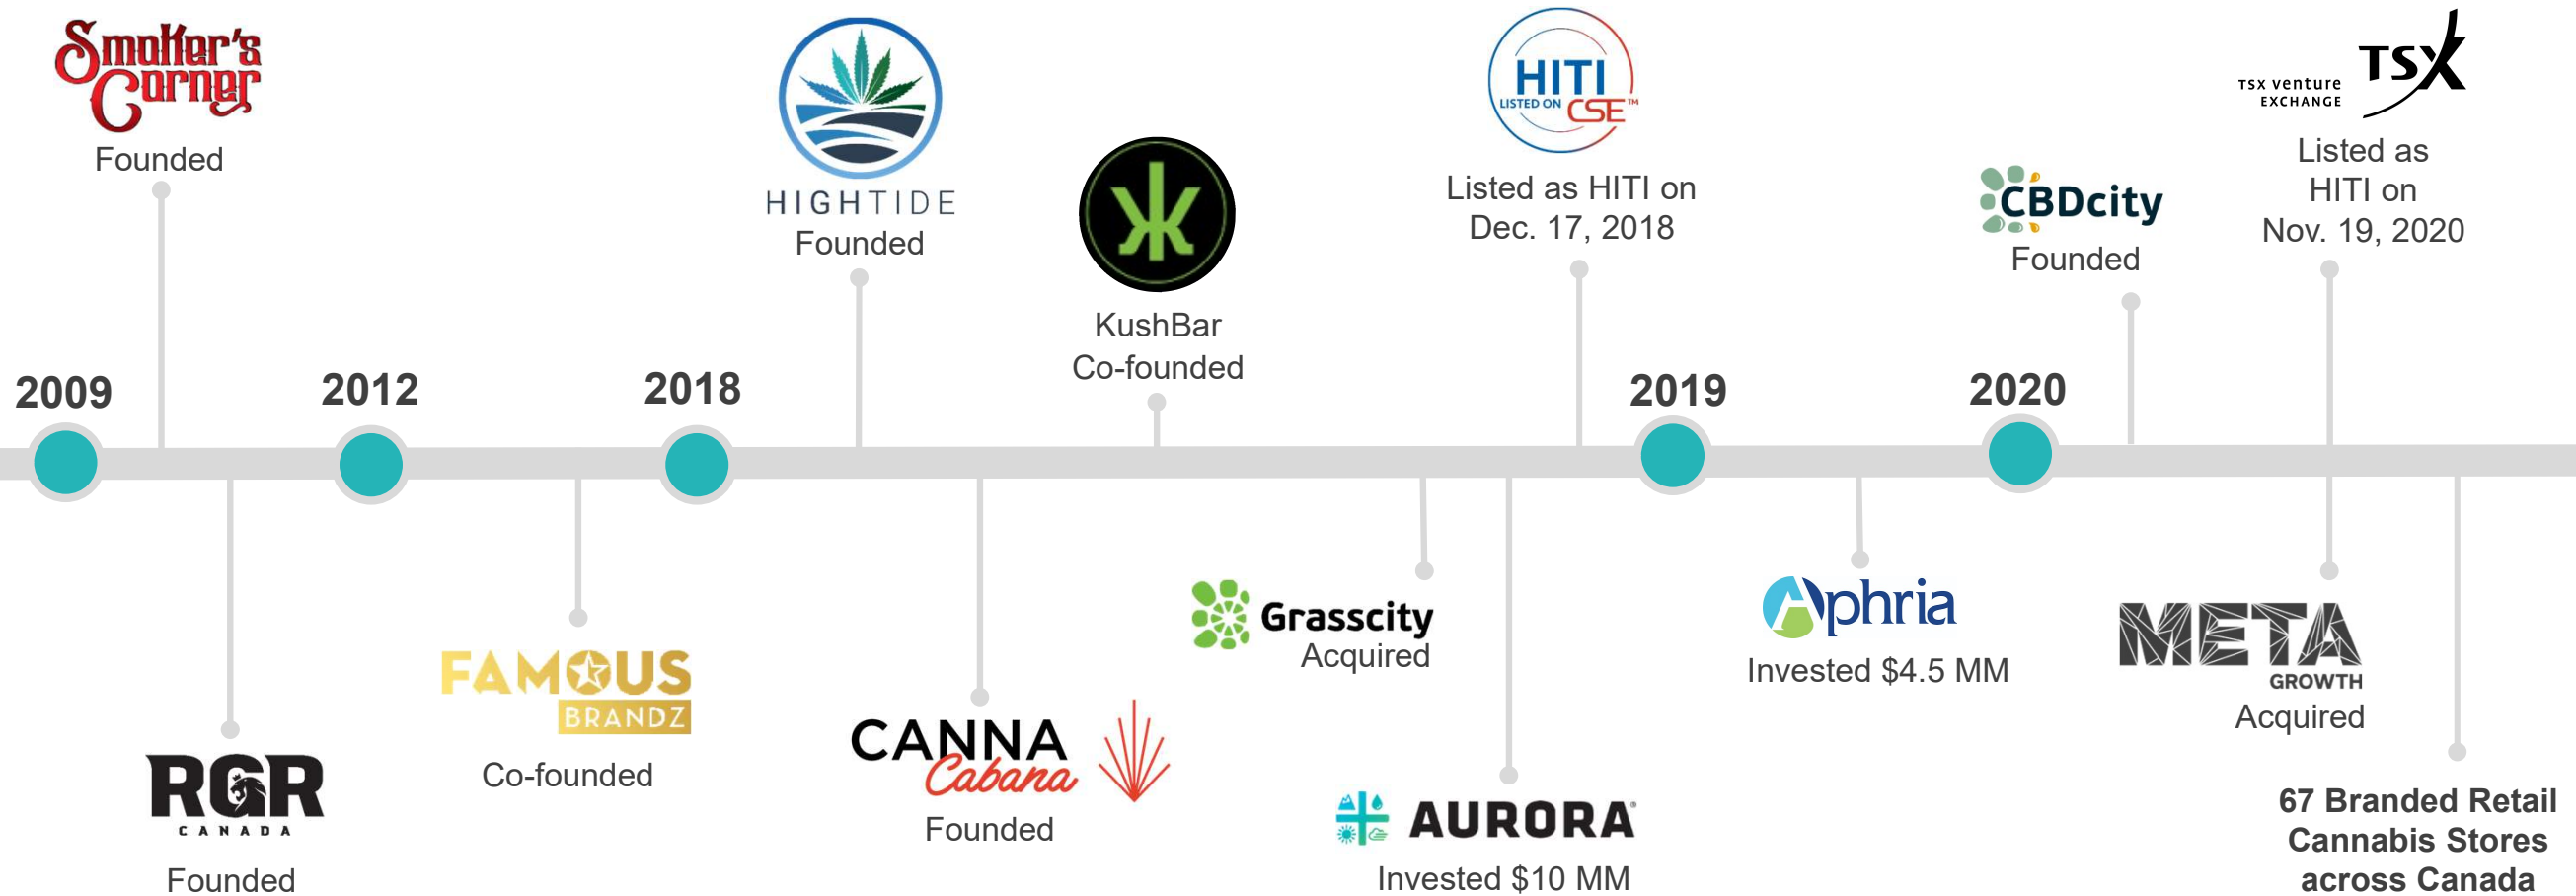 Smoker's
Corner
Founded
HIGHTIDE
Founded
KushBar
Co-founded
HITI
LISTED ON CSE™
Listed as HITI on
Dec. 17, 2018
CBDcity
Founded
TSX venture
EXCHANGE
TSX
Listed as
HITI on
Nov. 19, 2020
2009
2012
2018
2019
2020
RGR
CANADA
Founded
FAMOUS
BRANDZ
Co-founded
CANNA
Cabana
Founded
Grasscity
Acquired
AURORA®
Invested $10 MM
Aphria
Invested $4.5 MM
META
GROWTH
Acquired
67 Branded Retail
Cannabis Stores
across Canada